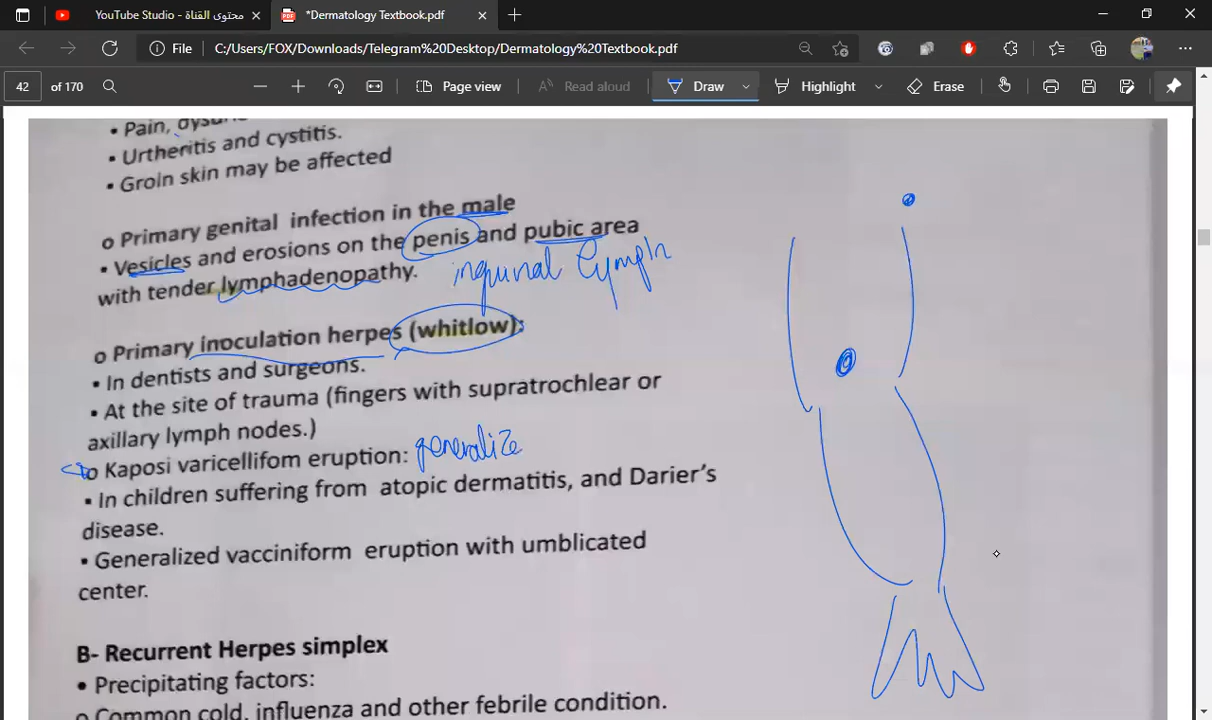 YouTube Studio - محتوى القناة
*Dermatology Textbook.pdf
File
C:/Users/FOX/Downloads/Telegram%20Desktop/Dermatology%20Textbook.pdf
42 of 170
Page view
Read aloud
Draw
Highlight
Erase
• Pain,
• Urtheritis and cystitis.
• Groin skin may be affected
o Primary genital infection in the male
• Vesicles and erosions on the penis and pubic area
with tender lymphadenopathy.
inguinal lymph
o Primary inoculation herpes (whitlow):
• In dentists and surgeons.
• At the site of trauma (fingers with supratrochlear or
axillary lymph nodes.)
o Kaposi varicellifom eruption: generalize
• In children suffering from atopic dermatitis, and Darier's
disease.
• Generalized vacciniform eruption with umblicated
center.
B- Recurrent Herpes simplex
• Precipitating factors:
o Common cold, influenza and other febrile condition.